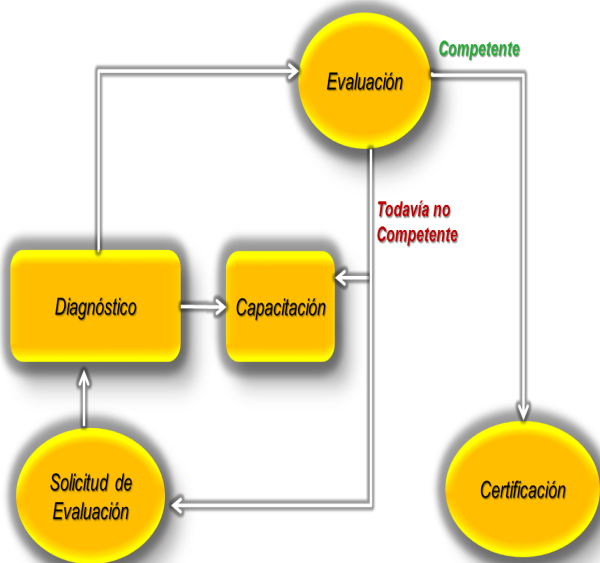 Competente
Evaluación
Todavía no
Competente
Diagnóstico
Capacitación
Solicitud de
Evaluación
Certificación